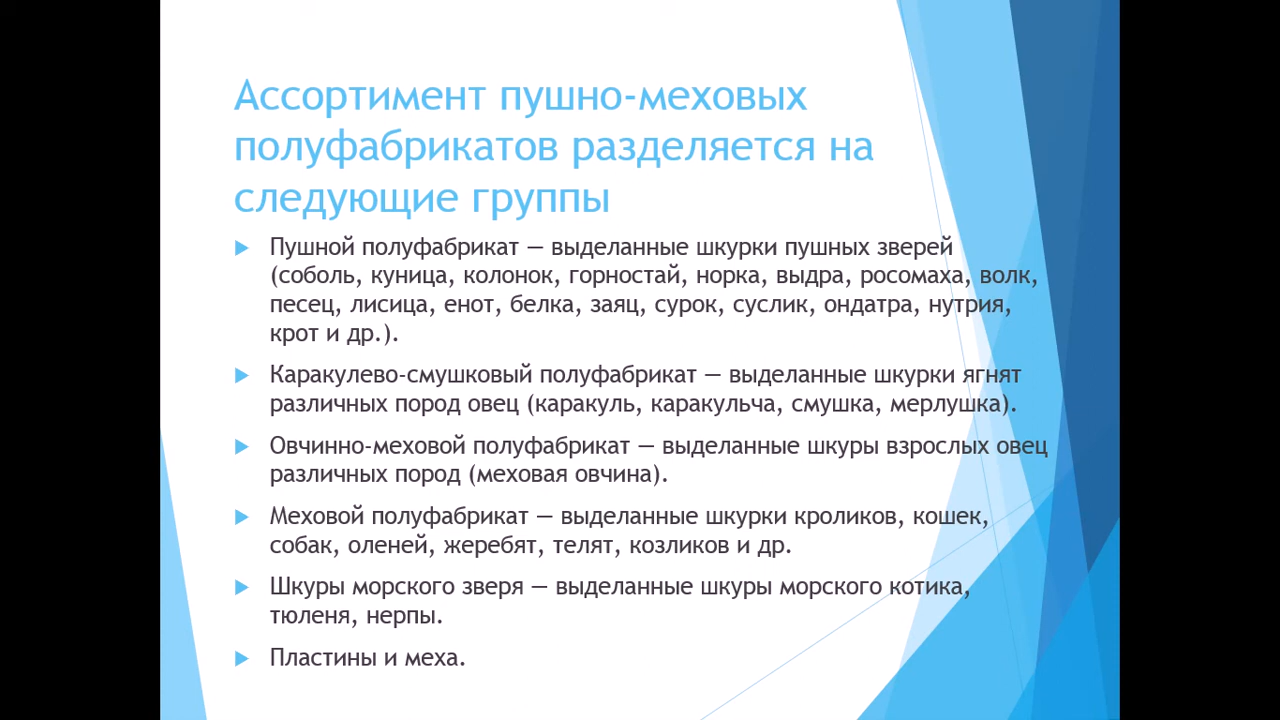 Ассортимент пушно-меховых
полуфабрикатов разделяется на
следующие группы
Пушной полуфабрикат — выделанные шкурки пушных зверей
(соболь, куница, колонок, горностай, норка, выдра, росомаха, волк,
песец, лисица, енот, белка, заяц, сурок, суслик, ондатра, нутрия,
крот и др.).
Каракулево-смушковый полуфабрикат — выделанные шкурки ягнят
различных пород овец (каракуль, каракульча, смушка, мерлушка).
Овчинно-меховой полуфабрикат — выделанные шкуры взрослых овец
различных пород (меховая овчина).
Меховой полуфабрикат — выделанные шкурки кроликов, кошек,
собак, оленей, жеребят, телят, козликов и др.
Шкуры морского зверя — выделанные шкуры морского котика,
тюленя, нерпы.
Пластины и меха.